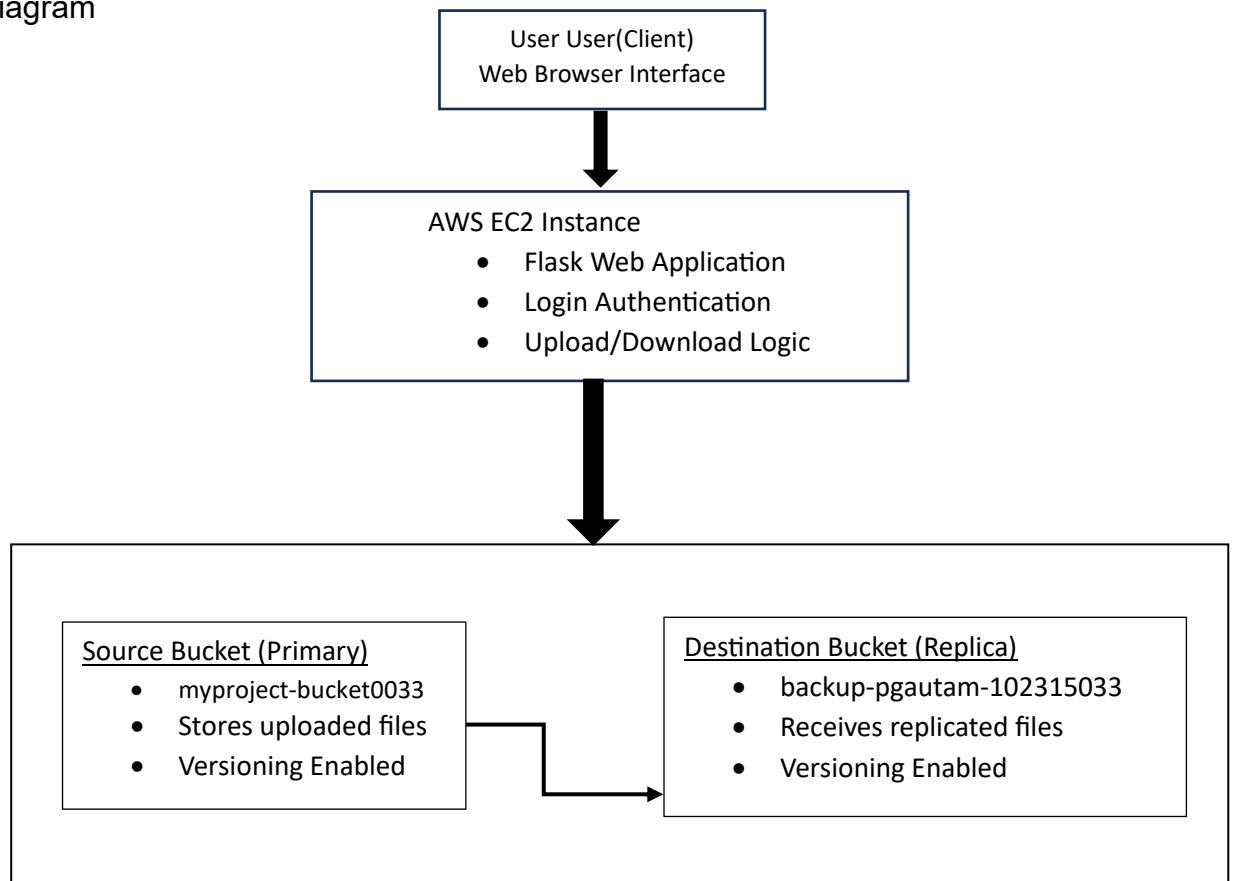 iagram
User User(Client)
Web Browser Interface
AWS EC2 Instance
• Flask Web Application
• Login Authentication
• Upload/Download Logic
Source Bucket (Primary)
• myproject-bucket0033
• Stores uploaded files
• Versioning Enabled
Destination Bucket (Replica)
• backup-pgautam-102315033
• Receives replicated files
• Versioning Enabled